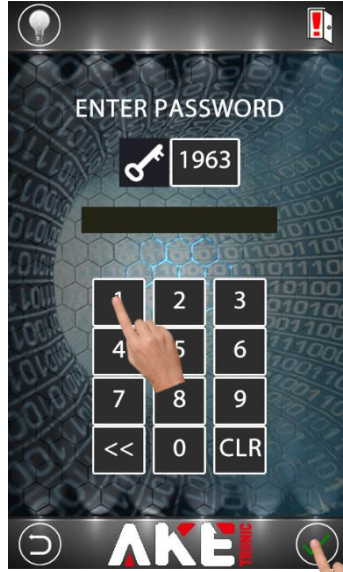 ENTER PASSWORD
1963
1 2 3
4 5 6
7 8 9
<< 0 CLR
AKE TRONIC